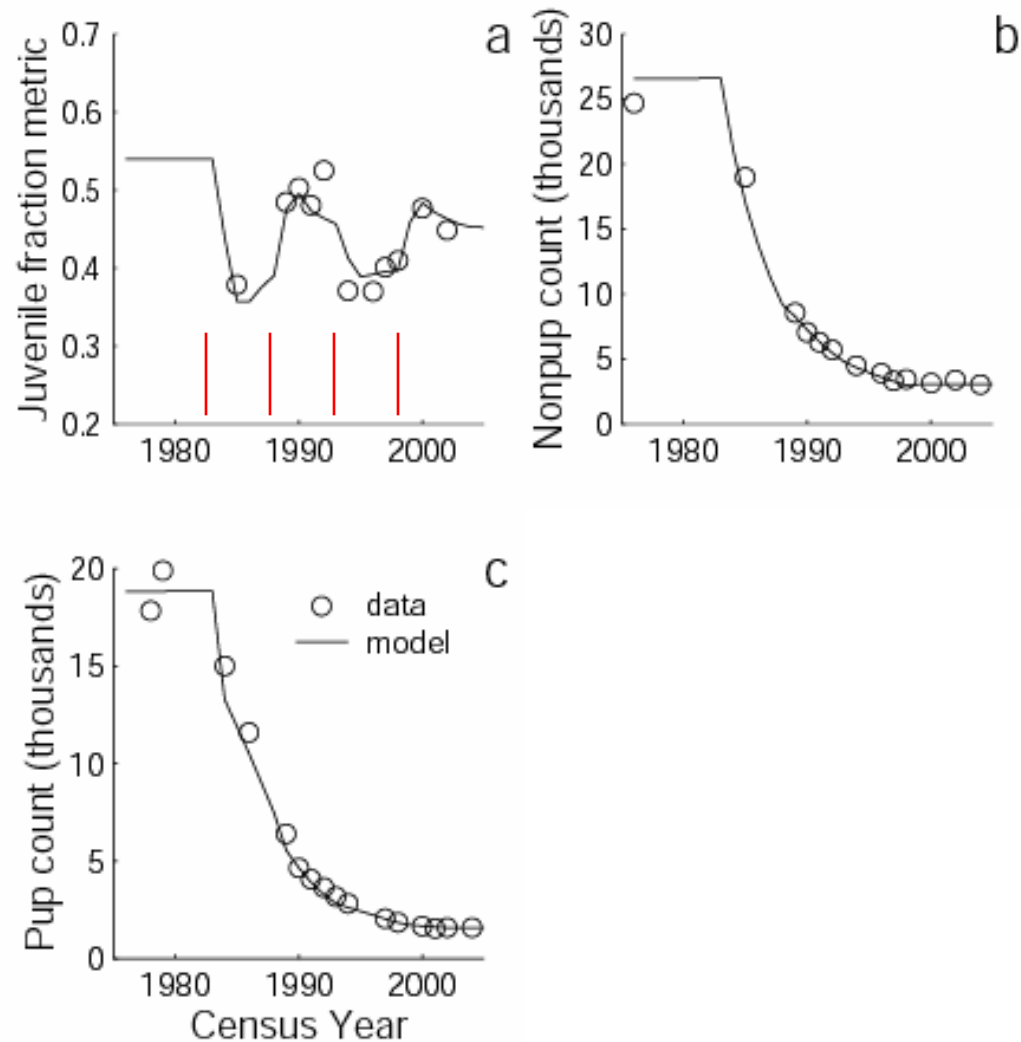 a
Juvenile fraction metric
0.7
0.6
0.5
0.4
0.3
0.2
1980 1990 2000
b
Nonpup count (thousands)
30
25
20
15
10
5
0
1980 1990 2000
c
Pup count (thousands)
20
15
10
5
0
data
model
1980 1990 2000
Census Year